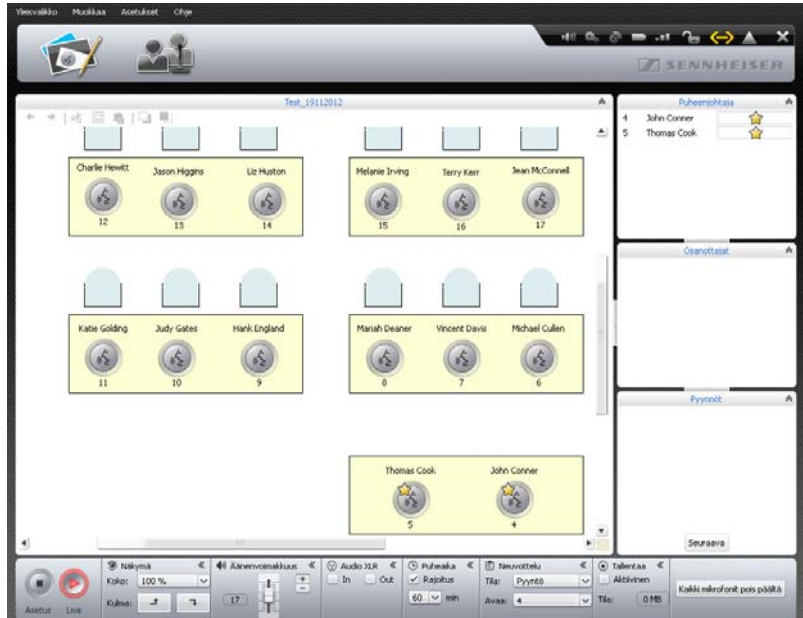 Yleisvalikko Muokkaa Asetukset Ohje
SENNHEISER
Test_19112012
Puheenjohtaja
4 John Conner
5 Thomas Cook
Charlie Hewitt Jason Higgins Liz Huston Melanie Irving Terry Kerr Jean McConnell
12 13 14 15 16 17
Osanottajat
Katie Golding Judy Gates Hank England Mariah Deaner Vincent Davis Michael Cullen
11 10 9 8 7 6
Pyynnöt
Thomas Cook John Conner
5 4
Seuraava
Näkymä Äänenvoimakkuus Audio XLR Puheaika Neuvottelu Tallentaa
Koko: 100 % In Out Rajoitus Tila: Pyyntö Aktiivinen
Kaikki mikrofonit pois päältä
Kulma: 17 60 min Avaa: 4 Tila: 0 MB
Asetus Live